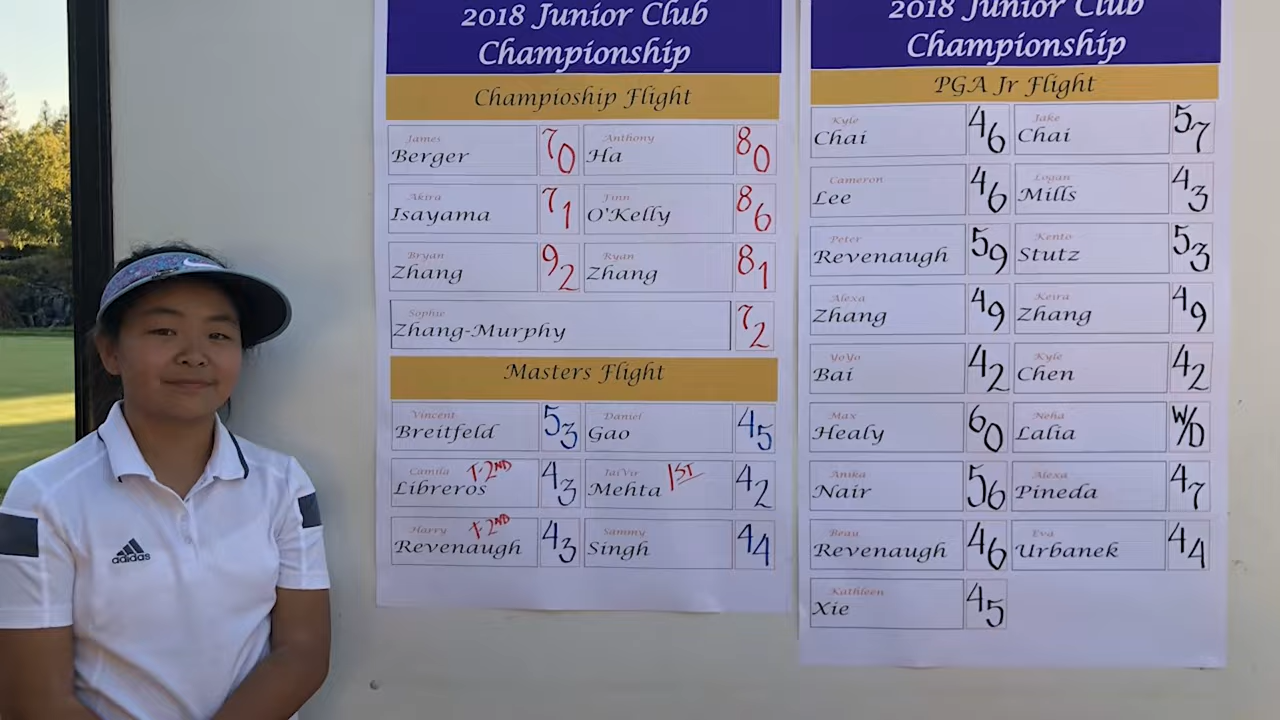 2018 Junior Club
Championship
Champioship Flight
James
Berger
70
Anthony
Ha
80
Akira
Isayama
71
Finn
O'Kelly
86
Bryan
Zhang
92
Ryan
Zhang
81
Sophie
Zhang-Murphy
72
Masters Flight
Vincent
Breitfeld
53
Daniel
Gao
45
Camila
T-2ND
Libreros
43
JaiVir
1ST
Mehta
42
Harry
T-2ND
Revenaugh
43
Sammy
Singh
44
2018 Junior Club
Championship
PGA Jr Flight
Kyle
Chai
46
Jake
Chai
57
Cameron
Lee
46
Logan
Mills
43
Peter
Revenaugh
59
Kento
Stutz
53
Alexa
Zhang
49
Keira
Zhang
49
YoYo
Bai
42
Kyle
Chen
42
Max
Healy
60
Neha
Lalia
W/D
Anika
Nair
56
Alexa
Pineda
47
Beau
Revenaugh
46
Eva
Urbanek
44
Kathleen
Xie
45
adidas